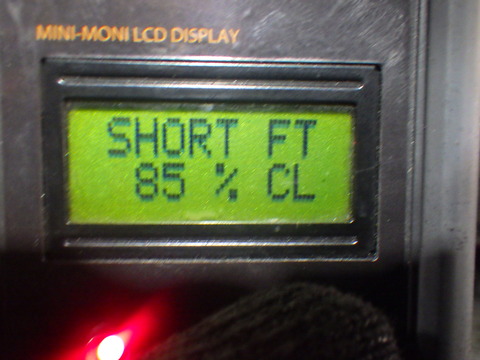 MINI-MONI LCD DISPLAY
SHORT FT
85 % CL